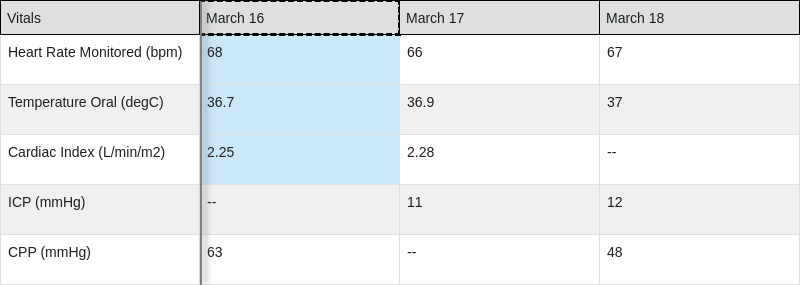 Vitals March 16 March 17 March 18
Heart Rate Monitored (bpm) 68 66 67
Temperature Oral (degC) 36.7 36.9 37
Cardiac Index (L/min/m2) 2.25 2.28 --
ICP (mmHg) -- 11 12
CPP (mmHg) 63 -- 48